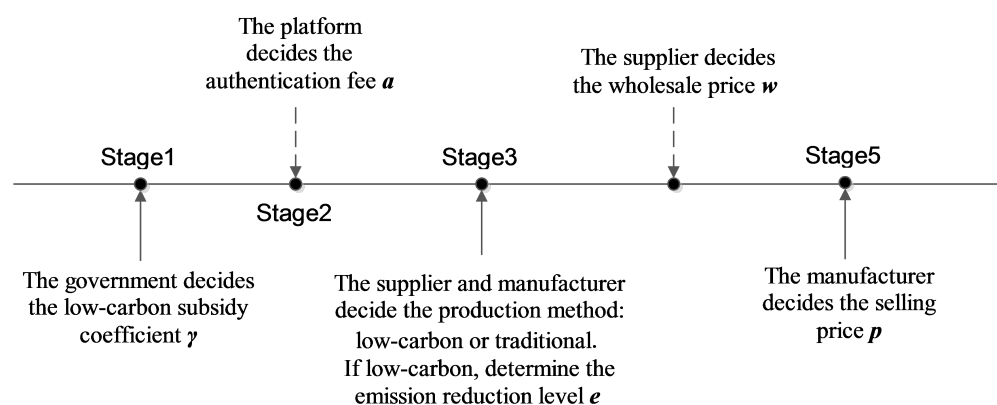 The platform
decides the
authentication fee a
The supplier decides
the wholesale price w
Stage1
Stage3
Stage5
Stage2
The government decides
the low-carbon subsidy
coefficient γ
The supplier and manufacturer
decide the production method:
low-carbon or traditional.
If low-carbon, determine the
emission reduction level e
The manufacturer
decides the selling
price p